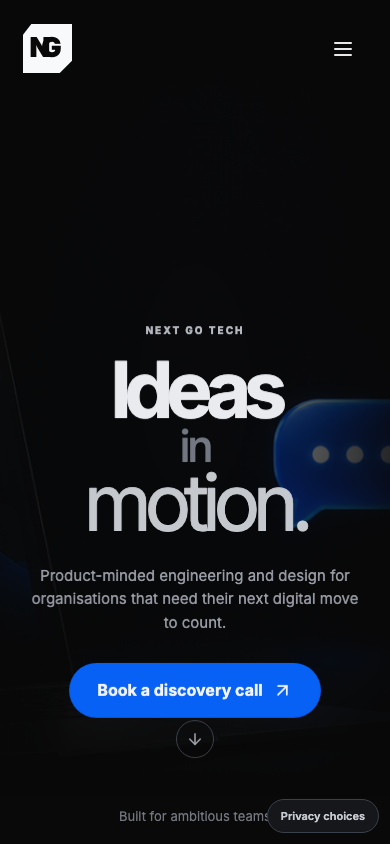 NG
NEXT GO TECH
Ideas
in
motion.
Product-minded engineering and design for
organisations that need their next digital move
to count.
Book a discovery call
Built for ambitious teams
Privacy choices